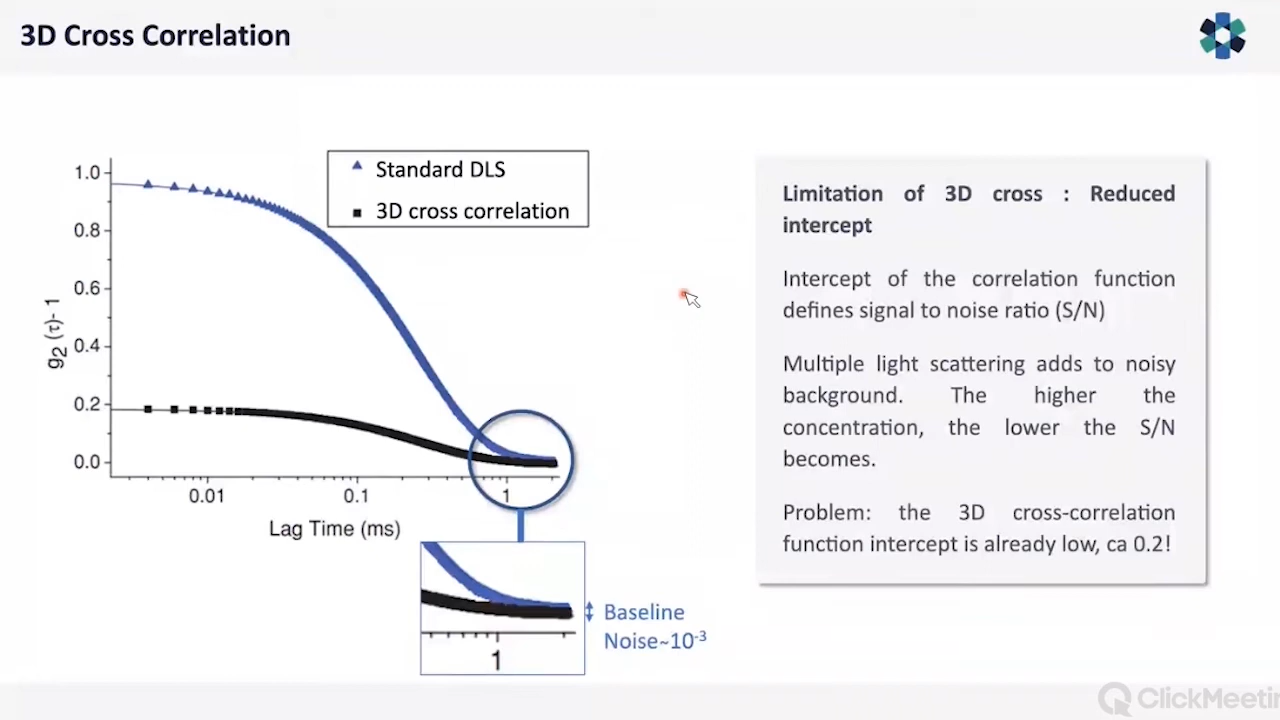 3D Cross Correlation
Standard DLS
3D cross correlation
1.0
0.8
0.6
0.4
0.2
0.0
g₂(τ)- 1
0.01
0.1
1
Lag Time (ms)
1
Baseline
Noise~10⁻³
Limitation of 3D cross : Reduced
intercept
Intercept of the correlation function
defines signal to noise ratio (S/N)
Multiple light scattering adds to noisy
background. The higher the
concentration, the lower the S/N
becomes.
Problem: the 3D cross-correlation
function intercept is already low, ca 0.2!